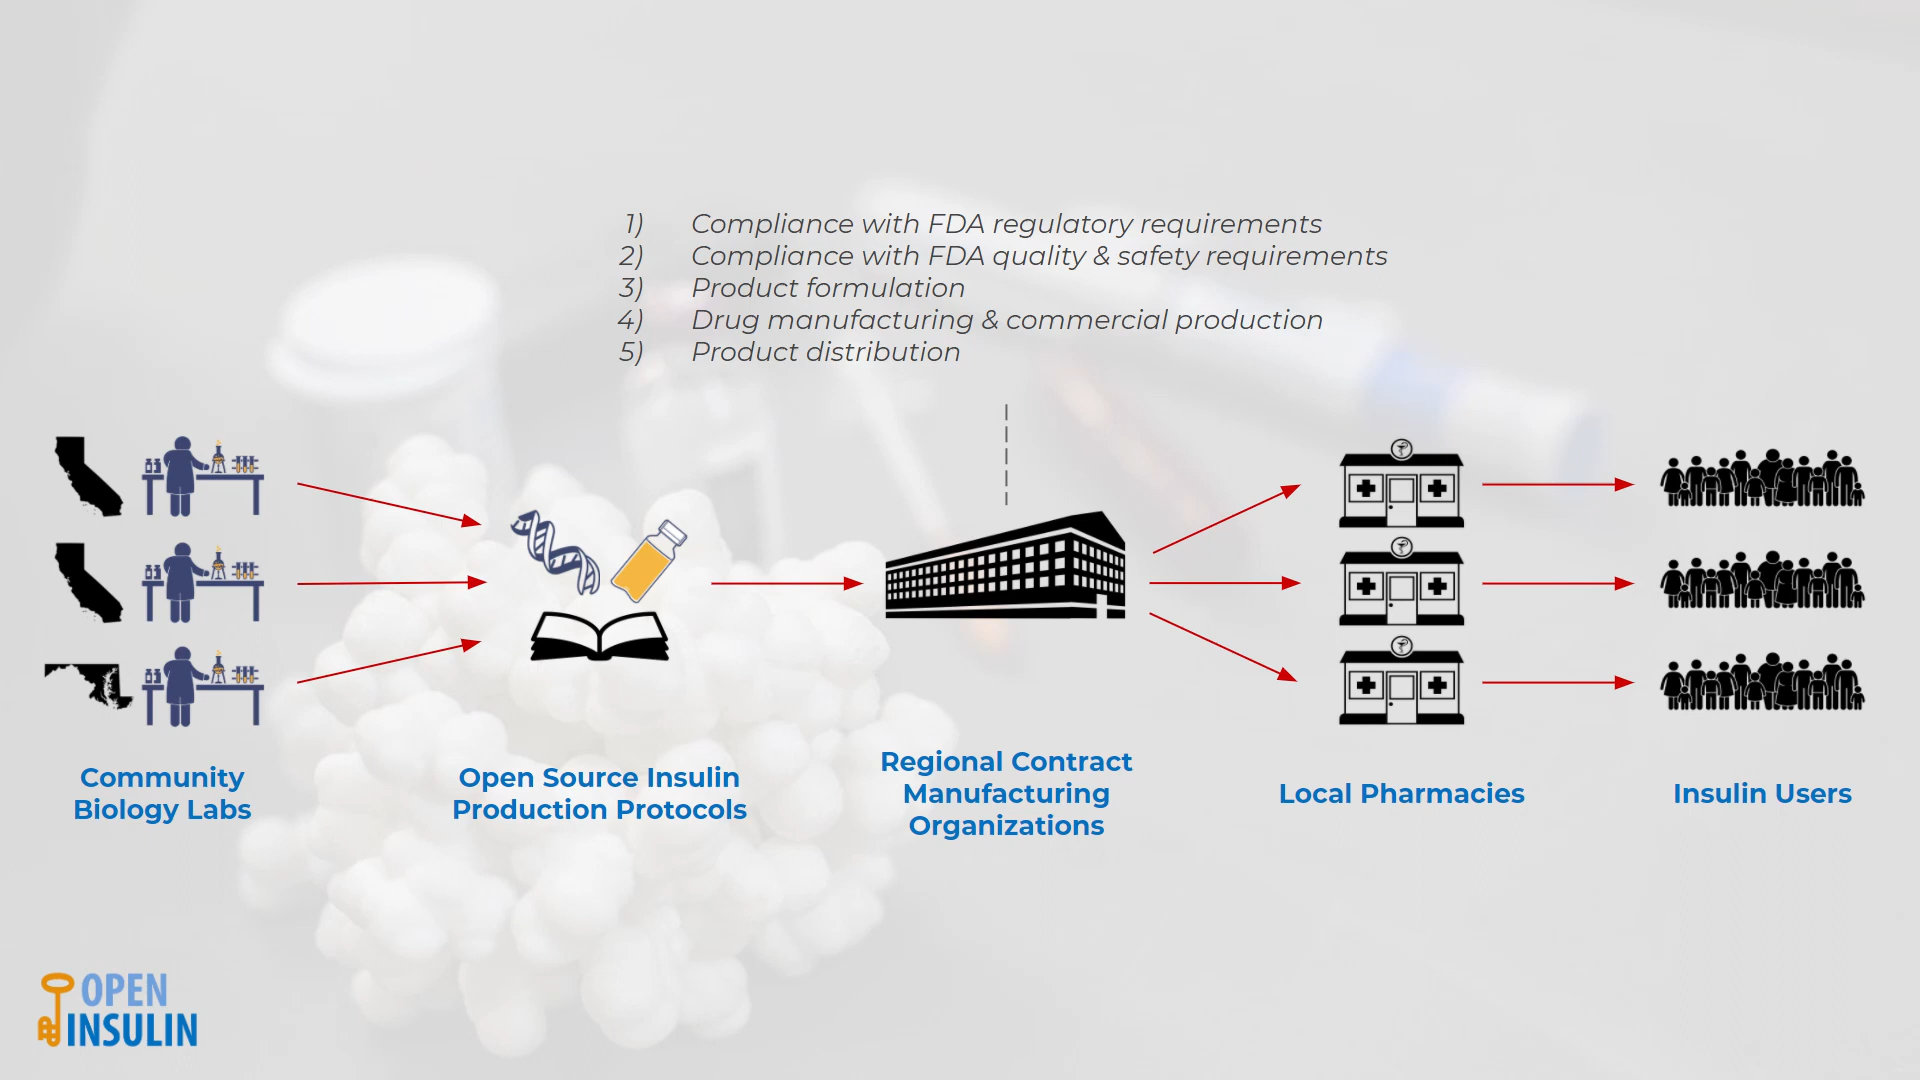 1) Compliance with FDA regulatory requirements
2) Compliance with FDA quality & safety requirements
3) Product formulation
4) Drug manufacturing & commercial production
5) Product distribution
Community
Biology Labs
Open Source Insulin
Production Protocols
Regional Contract
Manufacturing
Organizations
Local Pharmacies
Insulin Users
OPEN
INSULIN